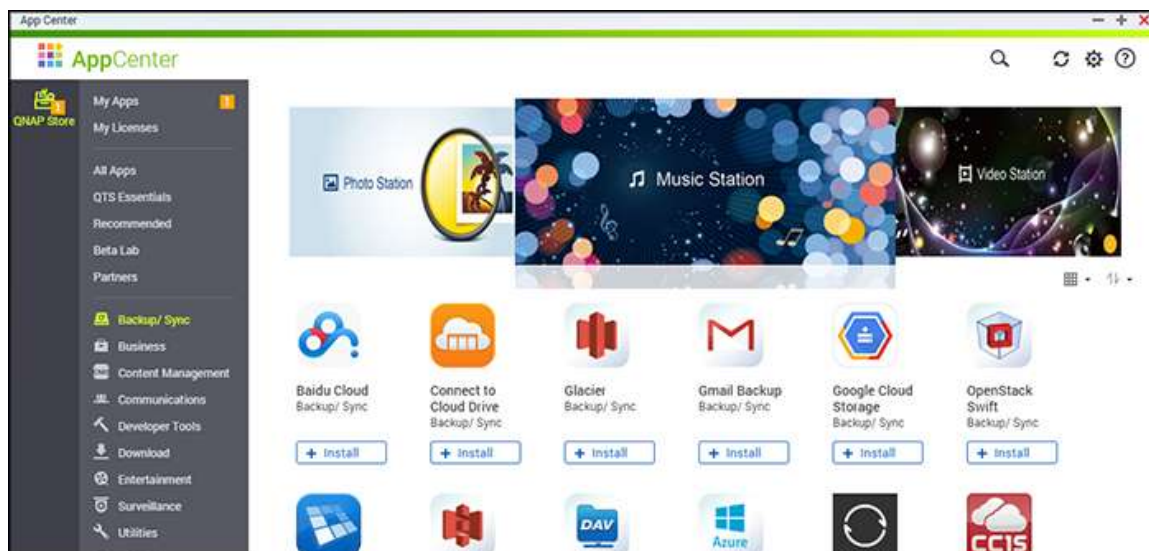 App Center
AppCenter
QNAP Store
1
My Apps
1
My Licenses
All Apps
QTS Essentials
Recommended
Beta Lab
Partners
Backup/ Sync
Business
Content Management
Communications
Developer Tools
Download
Entertainment
Surveillance
Utilities
Photo Station
Music Station
Video Station
Baidu Cloud
Backup/ Sync
+ Install
Connect to
Cloud Drive
Backup/ Sync
+ Install
Glacier
Backup/ Sync
+ Install
Gmail Backup
Backup/ Sync
+ Install
Google Cloud
Storage
Backup/ Sync
+ Install
OpenStack
Swift
Backup/ Sync
+ Install
DAV
Azure
CCIS